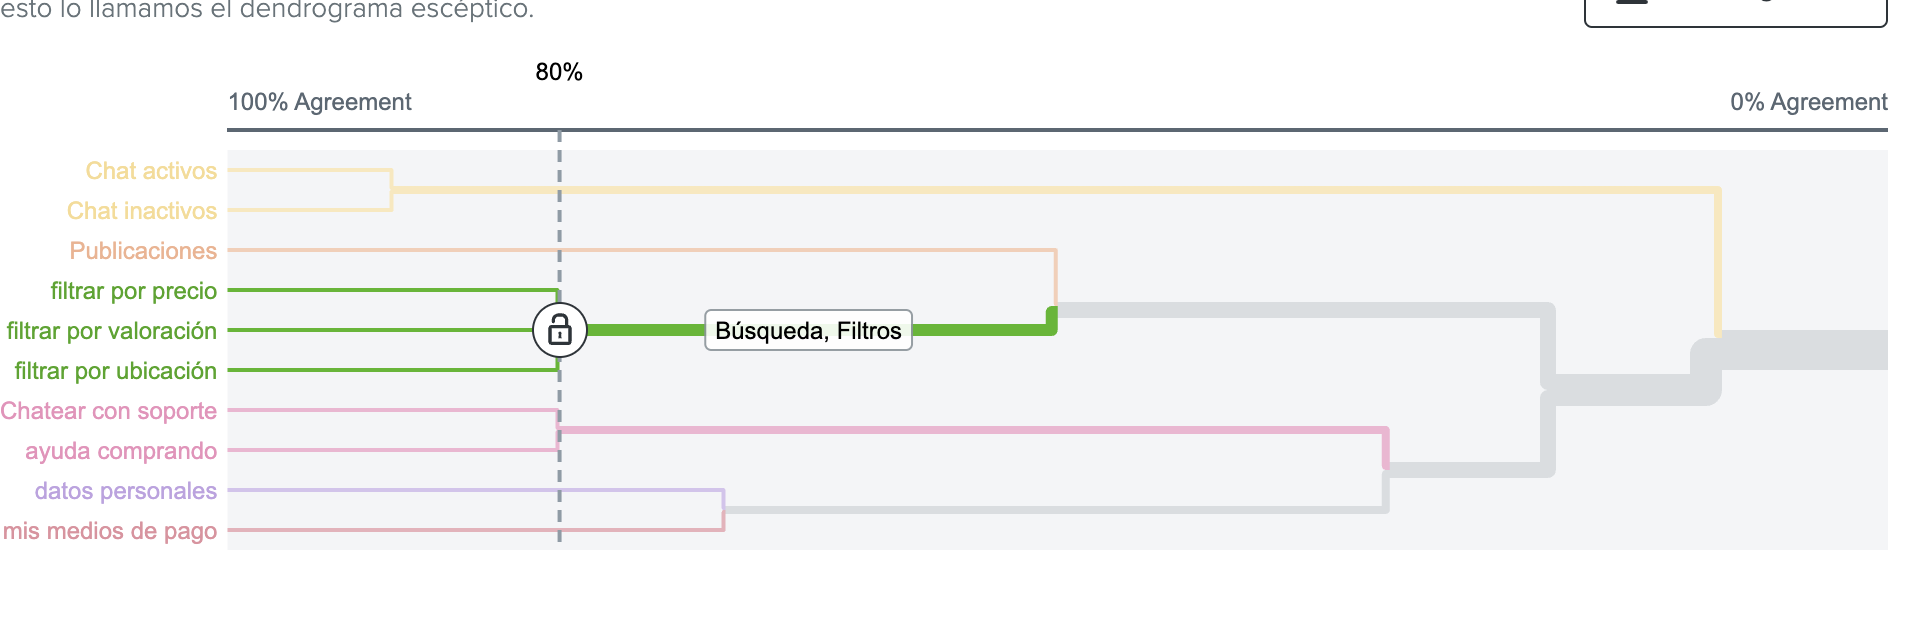 esto lo llamamos el dendrograma escéptico.
80%
100% Agreement
0% Agreement
Chat activos
Chat inactivos
Publicaciones
filtrar por precio
filtrar por valoración
Búsqueda, Filtros
filtrar por ubicación
Chatear con soporte
ayuda comprando
datos personales
mis medios de pago